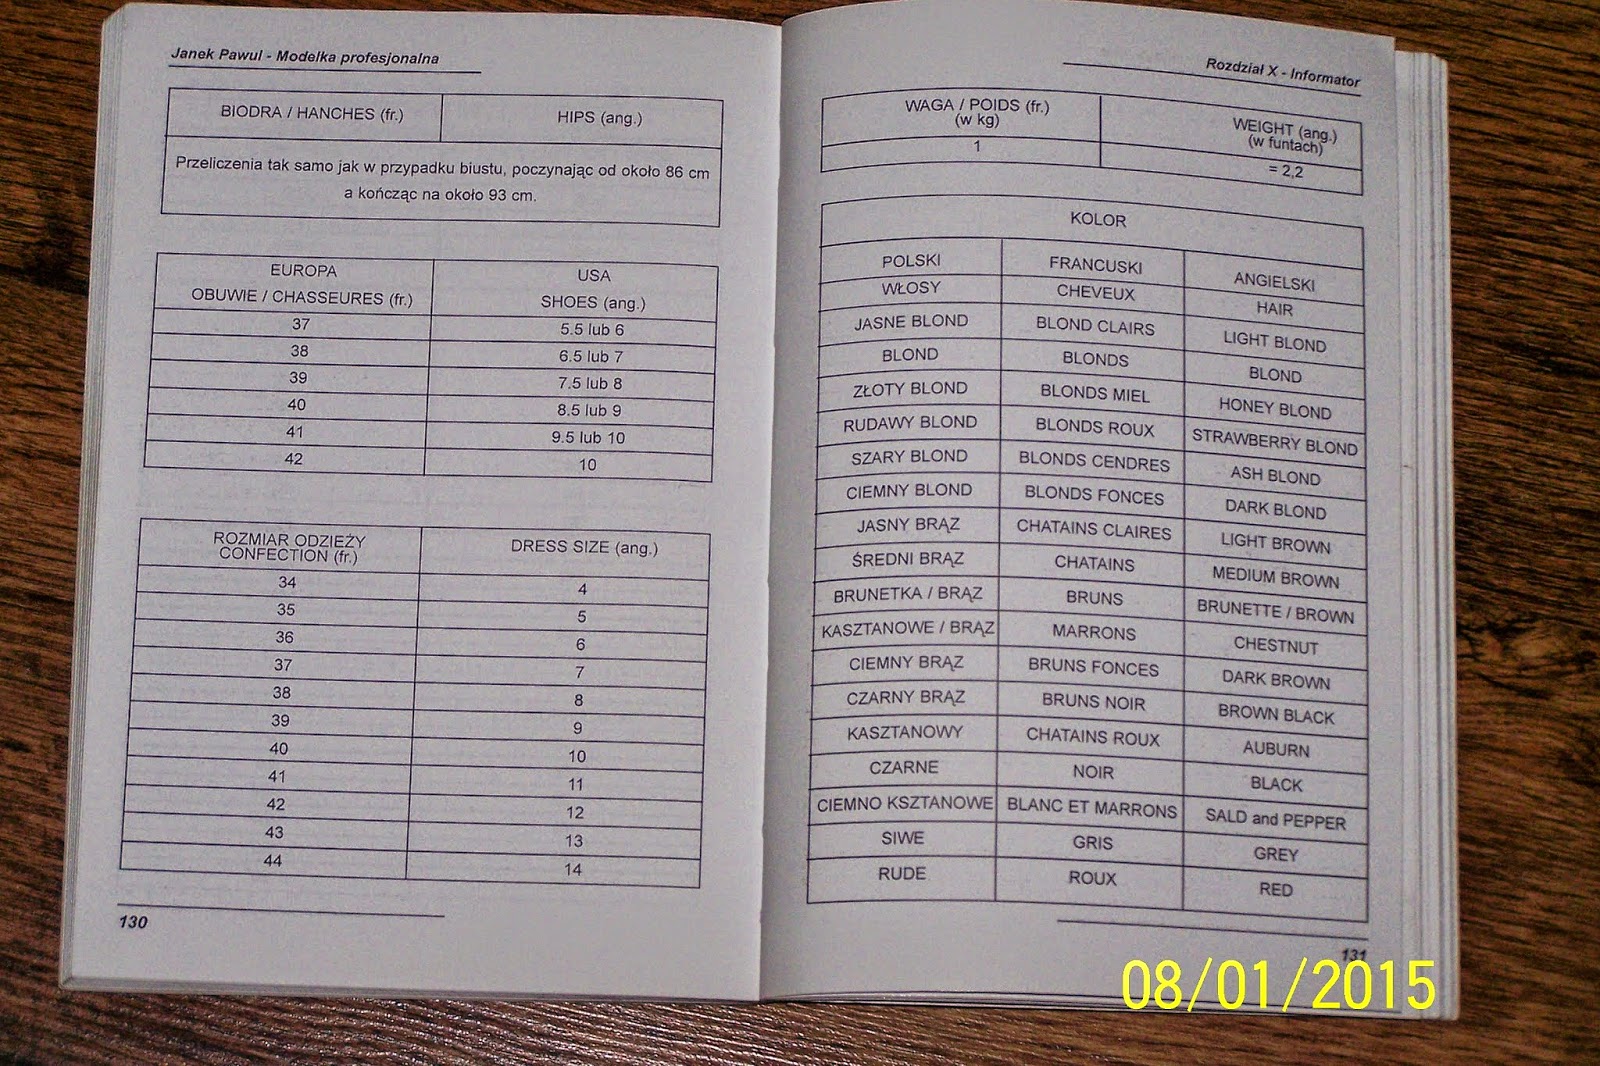 Janek Pawul - Modelka profesjonalna
BIODRA / HANCHES (fr.) HIPS (ang.)
Przeliczenia tak samo jak w przypadku biustu, poczynając od około 86 cm
a kończąc na około 93 cm.
EUROPA USA
OBUWIE / CHASSEURES (fr.) SHOES (ang.)
37 5.5 lub 6
38 6.5 lub 7
39 7.5 lub 8
40 8.5 lub 9
41 9.5 lub 10
42 10
ROZMIAR ODZIEŻY
CONFECTION (fr.) DRESS SIZE (ang.)
34 4
35 5
36 6
37 7
38 8
39 9
40 10
41 11
42 12
43 13
44 14
130
Rozdział X - Informator
WAGA / POIDS (fr.) WEIGHT (ang.)
(w kg) (w funtach)
1 = 2,2
KOLOR
POLSKI FRANCUSKI ANGIELSKI
WŁOSY CHEVEUX HAIR
JASNE BLOND BLOND CLAIRS LIGHT BLOND
BLOND BLONDS BLOND
ZŁOTY BLOND BLONDS MIEL HONEY BLOND
RUDAWY BLOND BLONDS ROUX STRAWBERRY BLOND
SZARY BLOND BLONDS CENDRES ASH BLOND
CIEMNY BLOND BLONDS FONCES DARK BLOND
JASNY BRĄZ CHATAINS CLAIRES LIGHT BROWN
ŚREDNI BRĄZ CHATAINS MEDIUM BROWN
BRUNETKA / BRĄZ BRUNS BRUNETTE / BROWN
KASZTANOWE / BRĄZ MARRONS CHESTNUT
CIEMNY BRĄZ BRUNS FONCES DARK BROWN
CZARNY BRĄZ BRUNS NOIR BROWN BLACK
KASZTANOWY CHATAINS ROUX AUBURN
CZARNE NOIR BLACK
CIEMNO KSZTANOWE BLANC ET MARRONS SALD and PEPPER
SIWE GRIS GREY
RUDE ROUX RED
131
08/01/2015